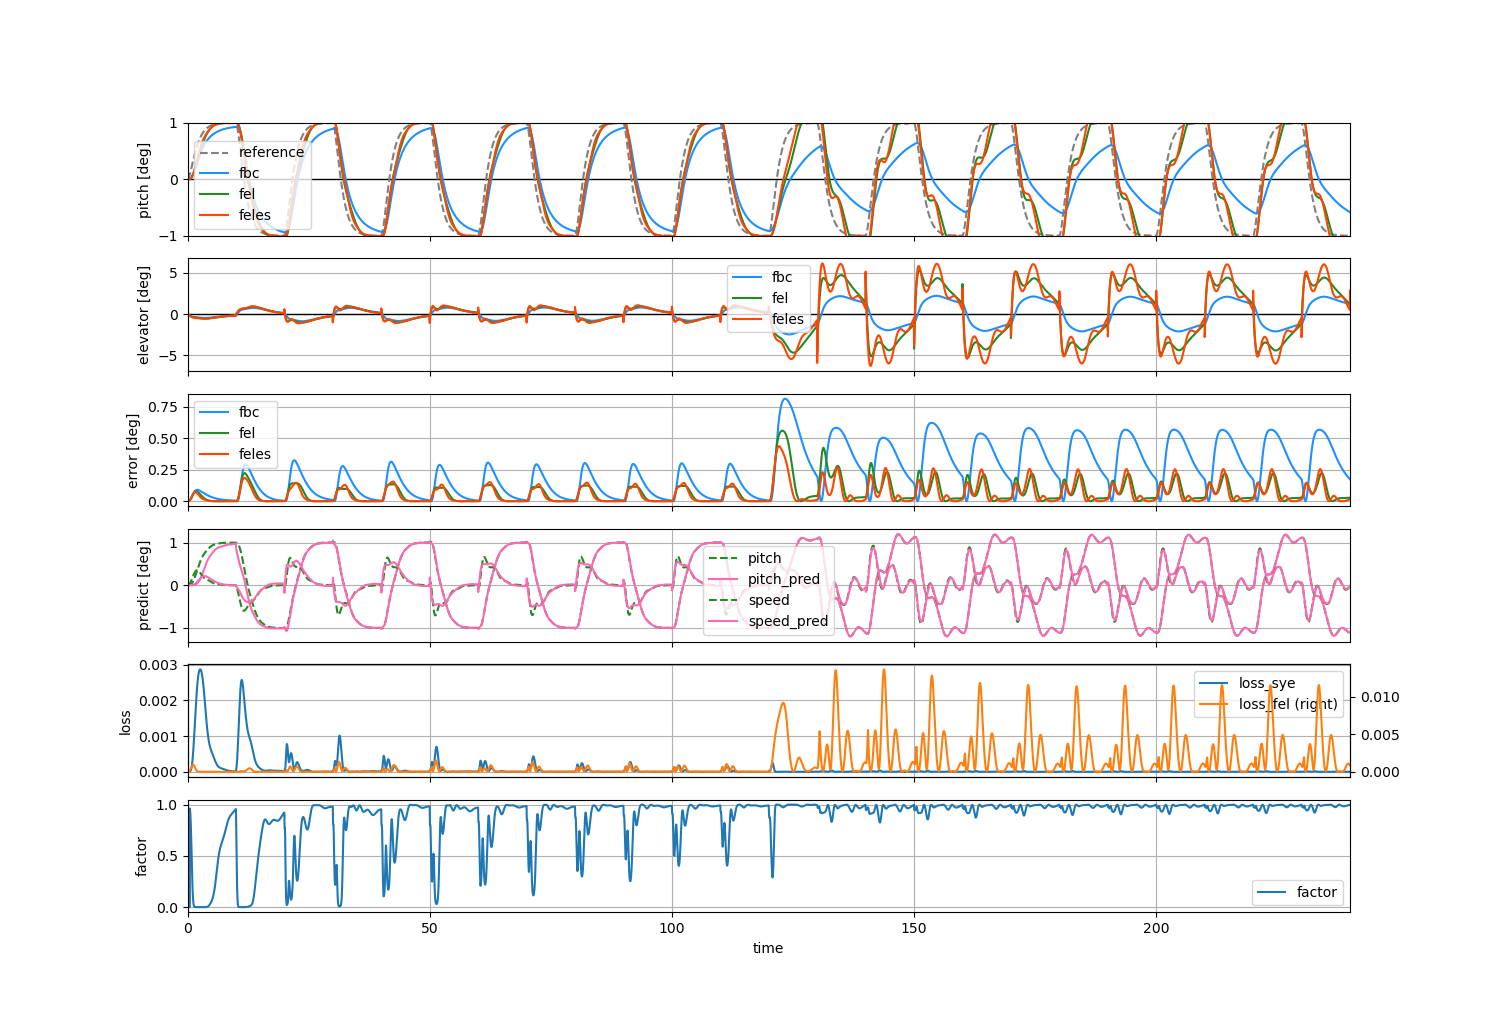 1
0
−1
pitch [deg]
reference
fbc
fel
feles
5
0
−5
elevator [deg]
fbc
fel
feles
0.75
0.50
0.25
0.00
error [deg]
fbc
fel
feles
1
0
−1
predict [deg]
pitch
pitch_pred
speed
speed_pred
0.003
0.002
0.001
0.000
loss
loss_sye
loss_fel (right)
0.010
0.005
0.000
1.0
0.5
0.0
factor
factor
0 50 100 150 200
time